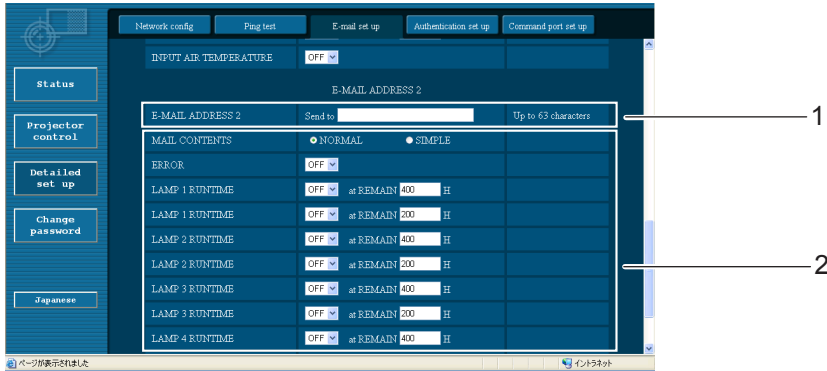 Network config Ping test E-mail set up Authentication set up Command port set up
INPUT AIR TEMPERATURE OFF
Status
E-MAIL ADDRESS 2
E-MAIL ADDRESS 2 Send to Up to 63 characters
1
Projector control
MAIL CONTENTS NORMAL SIMPLE
ERROR OFF
Detailed set up
LAMP 1 RUNTIME OFF at REMAIN 400 H
LAMP 1 RUNTIME OFF at REMAIN 200 H
Change password
LAMP 2 RUNTIME OFF at REMAIN 400 H
LAMP 2 RUNTIME OFF at REMAIN 200 H
2
LAMP 3 RUNTIME OFF at REMAIN 400 H
Japanese
LAMP 3 RUNTIME OFF at REMAIN 200 H
LAMP 4 RUNTIME OFF at REMAIN 400 H
ページが表示されました イントラネット